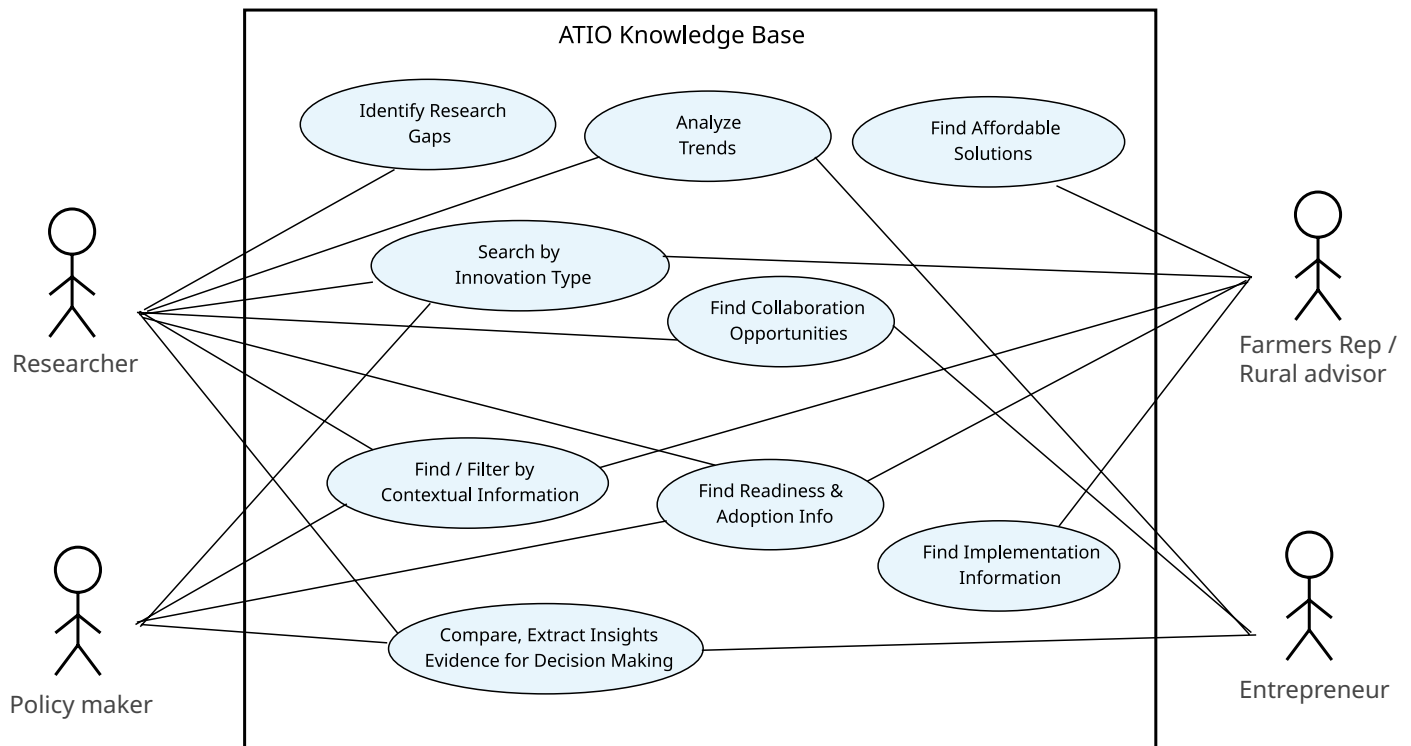 ATIO Knowledge Base
Identify Research
Gaps
Analyze
Trends
Find Affordable
Solutions
Search by
Innovation Type
Find Collaboration
Opportunities
Researcher
Farmers Rep /
Rural advisor
Find / Filter by
Contextual Information
Find Readiness &
Adoption Info
Find Implementation
Information
Compare, Extract Insights
Evidence for Decision Making
Policy maker
Entrepreneur